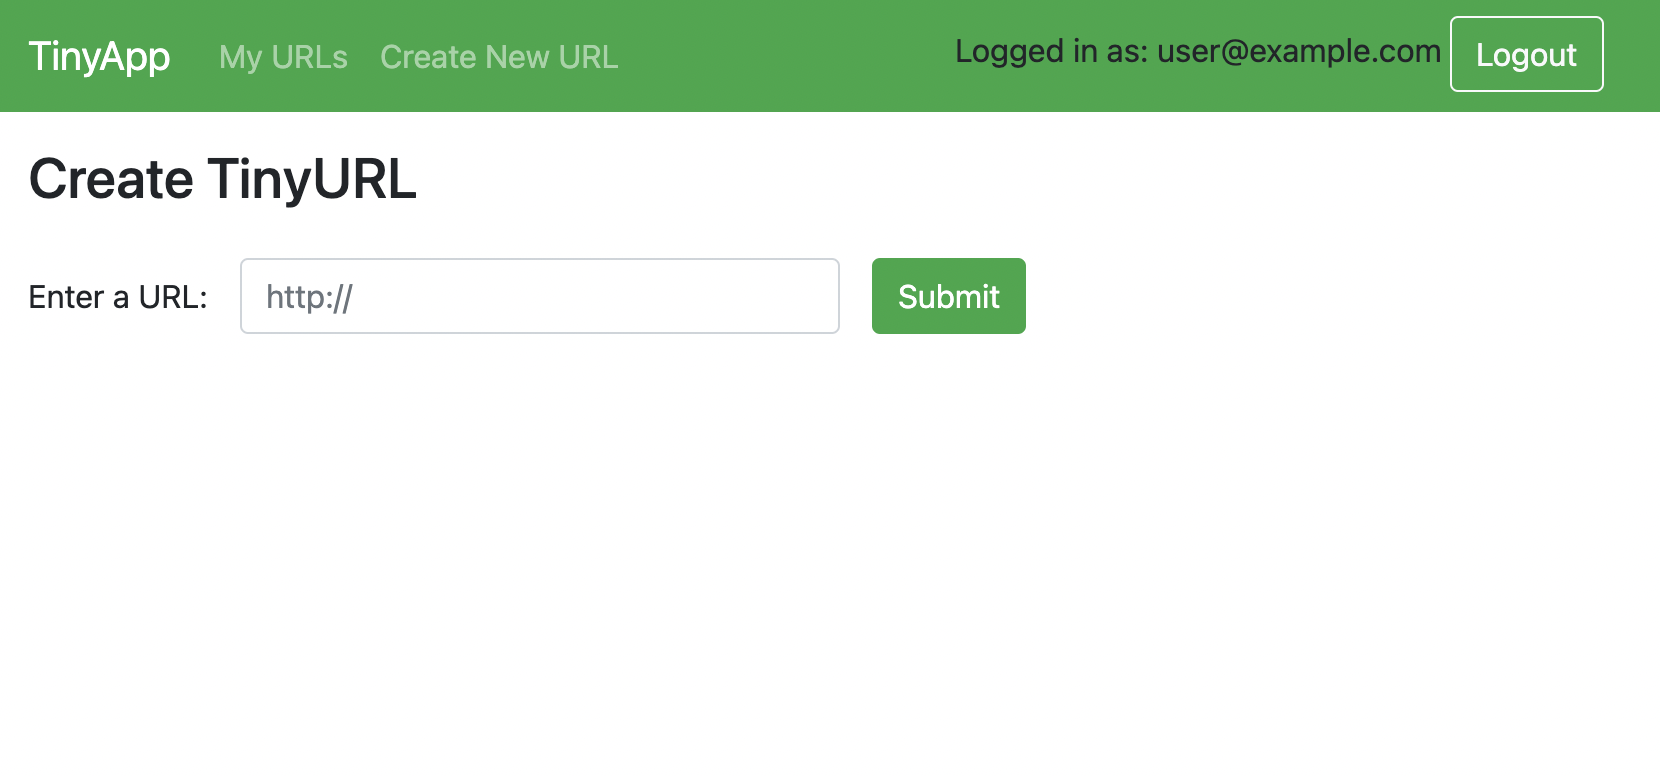 TinyApp My URLs Create New URL Logged in as: user@example.com Logout
Create TinyURL
Enter a URL: http:// Submit